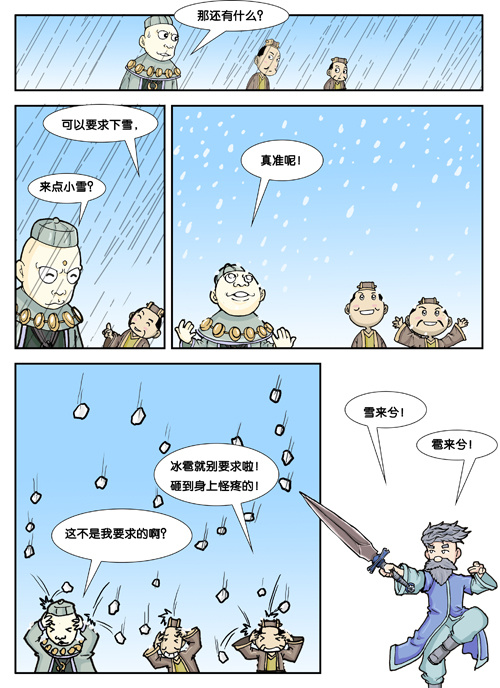 那还有什么？
可以要求下雪，
来点小雪？
真准呢！
冰雹就别要求啦！
砸到身上怪疼的！
这不是我要求的啊？
雪来兮！
雹来兮！